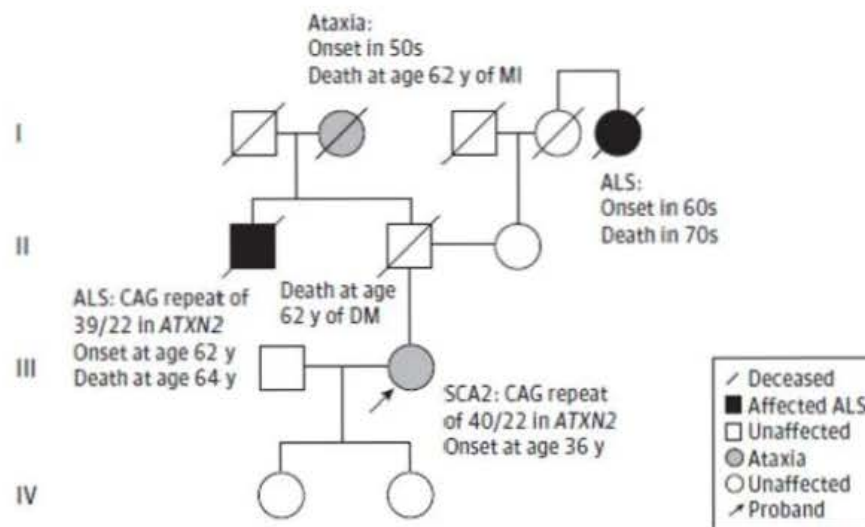 Ataxia:
Onset in 50s
Death at age 62 y of MI
I
ALS:
Onset in 60s
Death in 70s
II
ALS: CAG repeat of
39/22 in ATXN2
Onset at age 62 y
Death at age 64 y
Death at age
62 y of DM
III
SCA2: CAG repeat
of 40/22 in ATXN2
Onset at age 36 y
IV
Deceased
Affected ALS
Unaffected
Ataxia
Unaffected
Proband